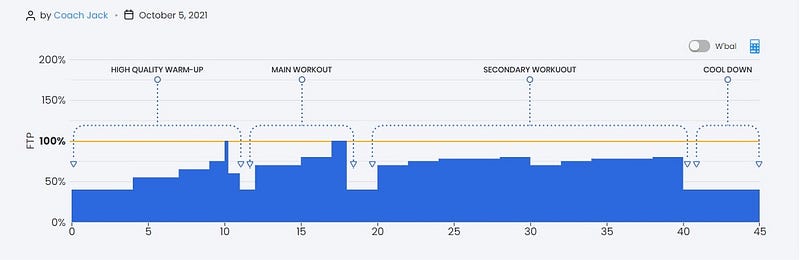 by Coach Jack • October 5, 2021
W'bal
200%
HIGH QUALITY WARM-UP MAIN WORKOUT SECONDARY WORKUOUT COOL DOWN
150%
FTP
100%
50%
0%
0 5 10 15 20 25 30 35 40 45